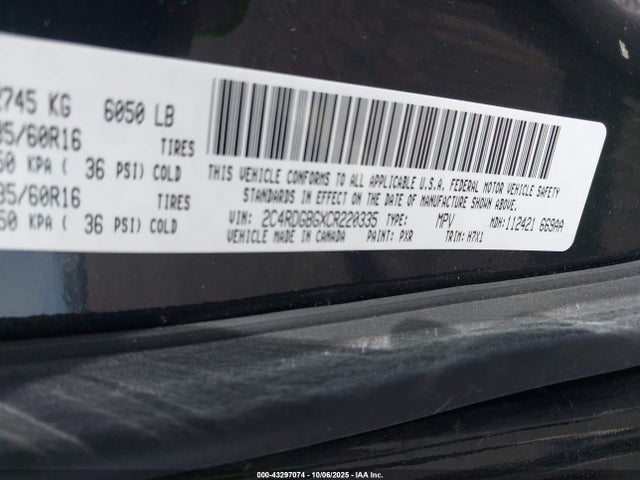 2745 KG 6050 LB
5/60R16 TIRES
50 KPA ( 36 PSI) COLD
35/60R16 TIRES
50 KPA ( 36 PSI) COLD
THIS VEHICLE CONFORMS TO ALL APPLICABLE U.S.A. FEDERAL MOTOR VEHICLE SAFETY
STANDARDS IN EFFECT ON THE DATE OF MANUFACTURE SHOWN ABOVE.
VIN: 2C4RDGBGXCR220335 TYPE: MPV MDH: 112421 669AA
VEHICLE MADE IN CANADA PAINT: PXR TRIM: H7X1
000-43297074 | 10/06/2025 - IAA Inc.